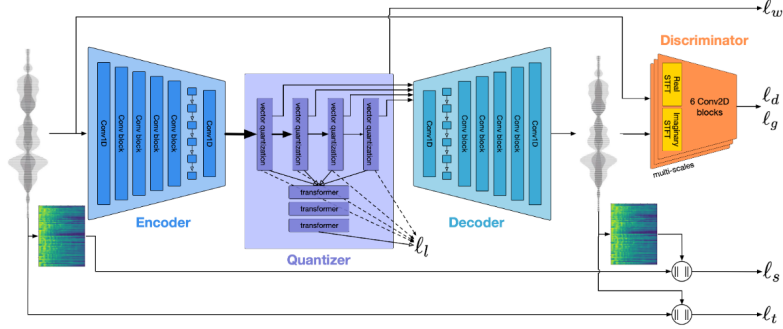 ℓw
Discriminator
Real STFT
Imaginary STFT
6 Conv2D
blocks
multi-scales
ℓd
ℓg
Conv1D
Conv block
Conv block
Conv block
Conv block
Conv1D
Encoder
vector quantization
vector quantization
vector quantization
vector quantization
transformer
transformer
transformer
Quantizer
ℓl
Conv1D
Conv block
Conv block
Conv block
Conv block
Conv1D
Decoder
|| ||
ℓs
|| ||
ℓt